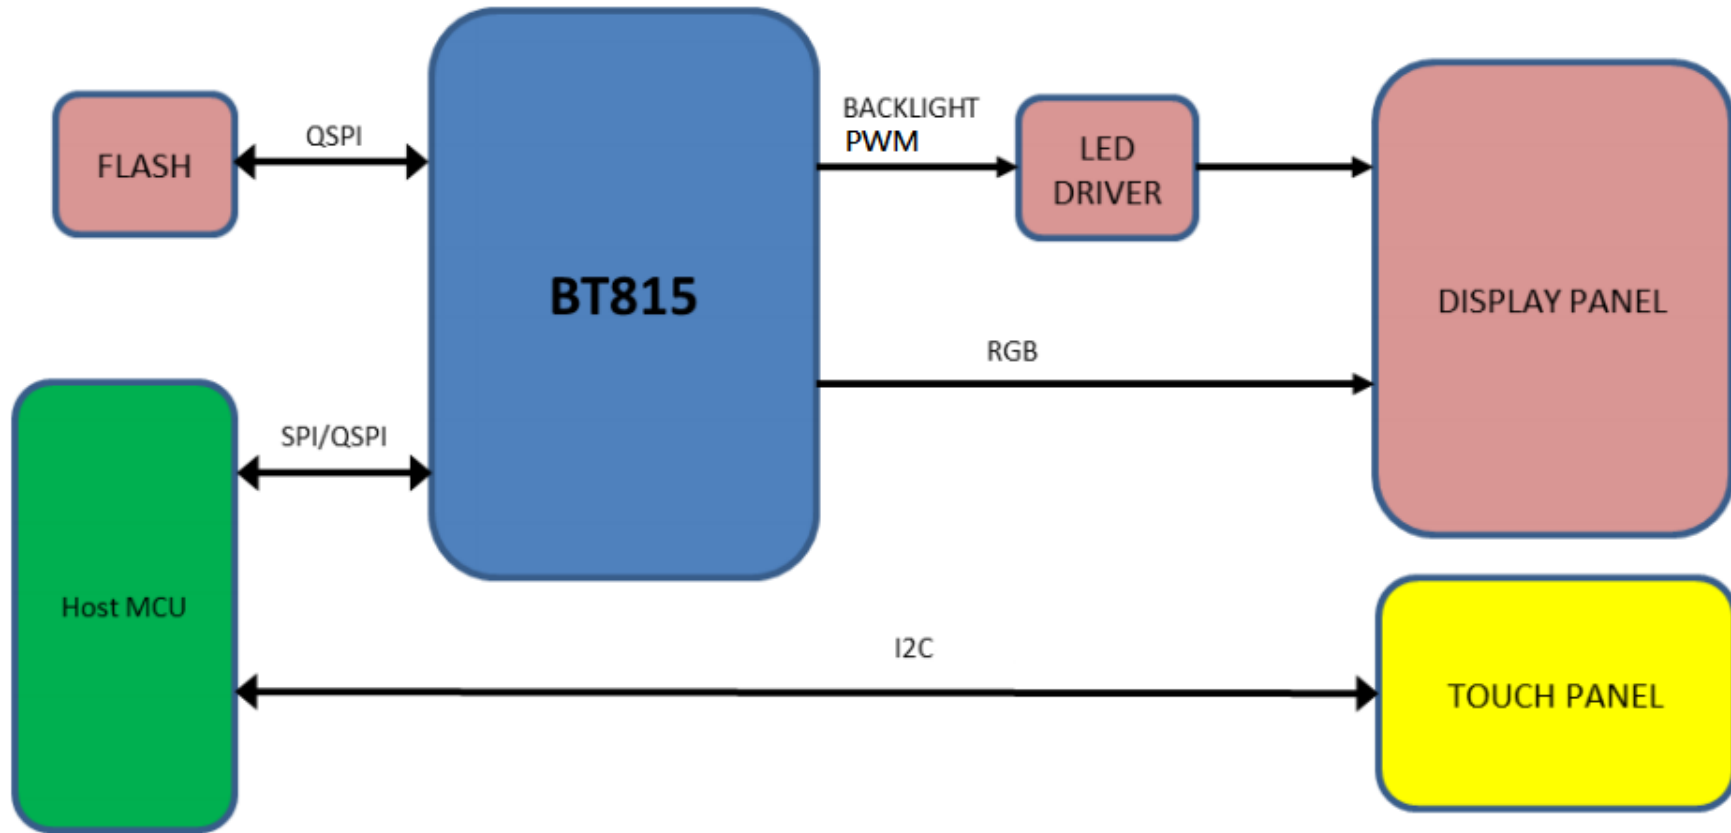 FLASH
QSPI
BT815
BACKLIGHT
PWM
LED
DRIVER
DISPLAY PANEL
RGB
SPI/QSPI
Host MCU
I2C
TOUCH PANEL